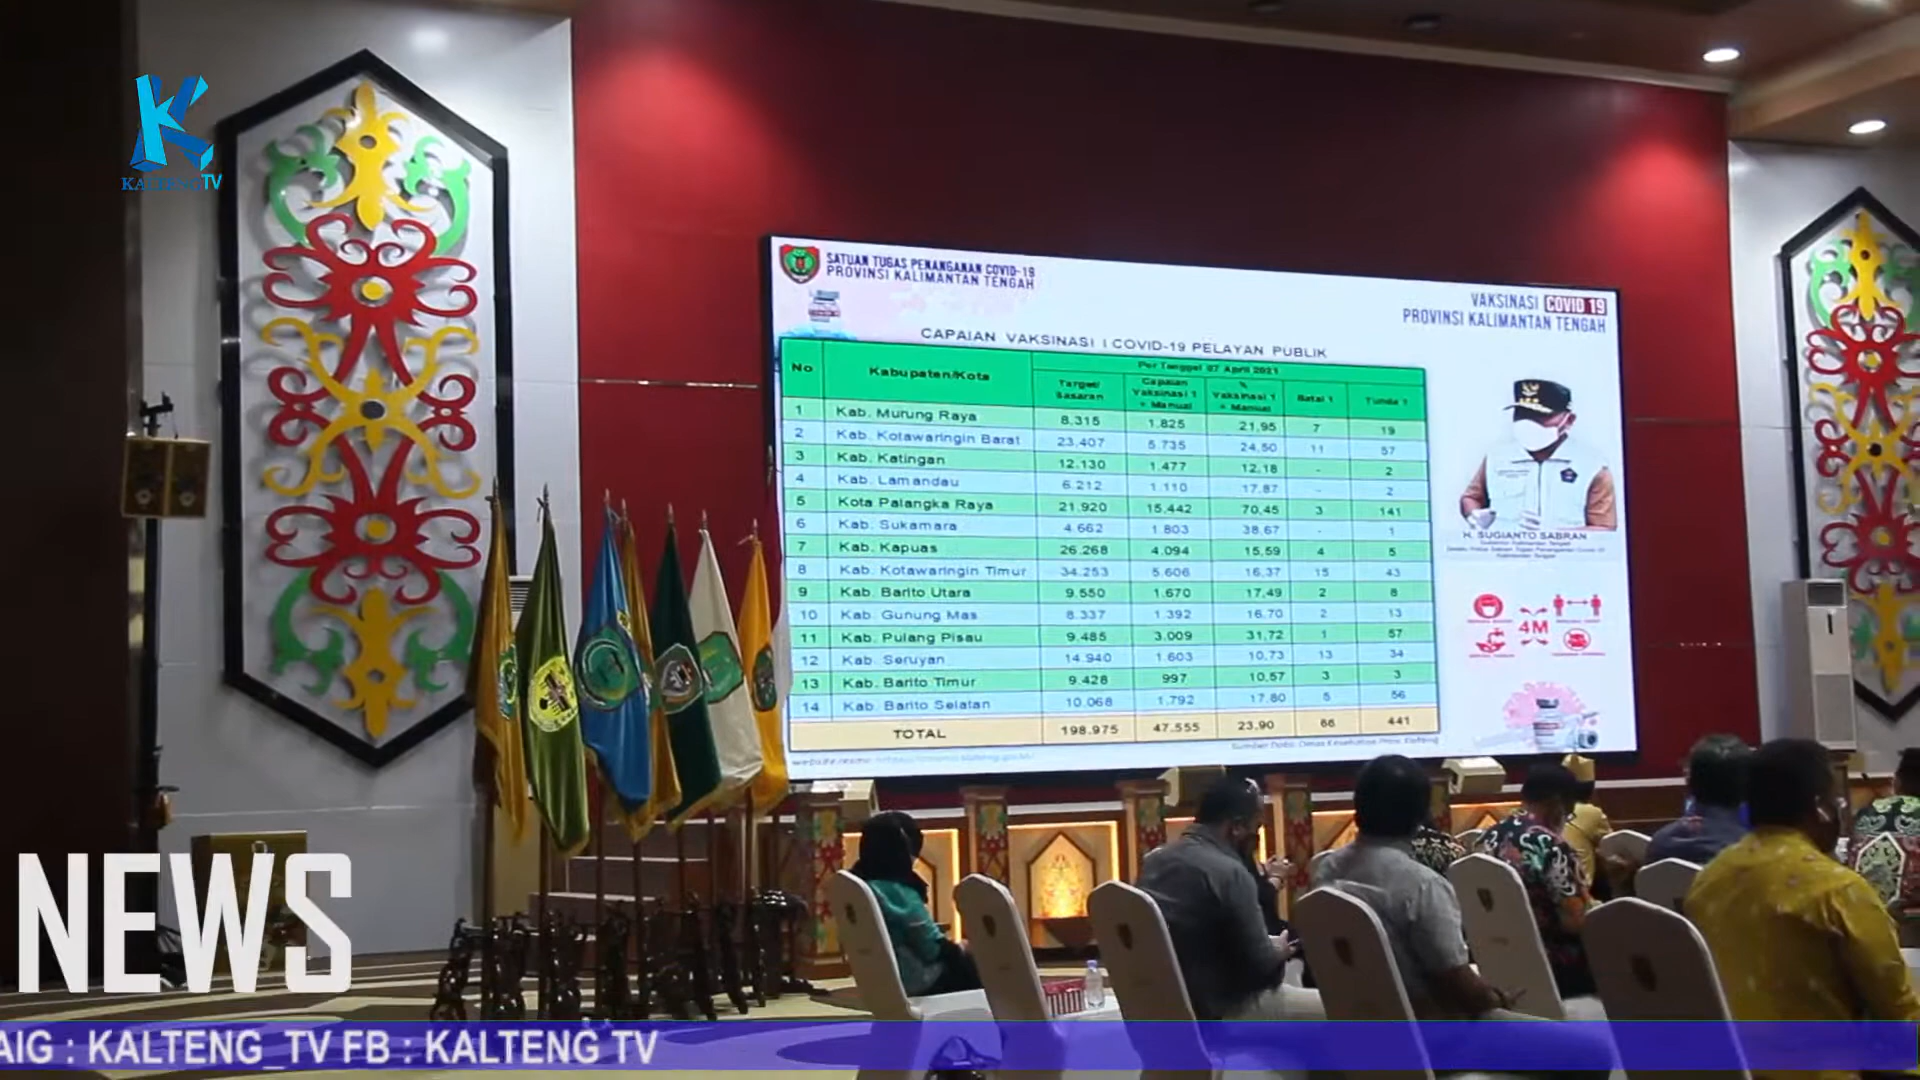 KALTENG TV
SATUAN TUGAS PENANGANAN COVID-19
PROVINSI KALIMANTAN TENGAH
VAKSINASI COVID 19
PROVINSI KALIMANTAN TENGAH
CAPAIAN VAKSINASI I COVID-19 PELAYAN PUBLIK
No Kabupaten/Kota Per Tanggal 07 April 2021
Target/ Sasaran Capaian Vaksinasi 1 + Manual % Vaksinasi 1 + Manual Batal 1 Tunda 1
1 Kab. Murung Raya 8.315 1.825 21,95 7 19
2 Kab. Kotawaringin Barat 23.407 5.735 24,50 11 57
3 Kab. Katingan 12.130 1.477 12,18 - 2
4 Kab. Lamandau 6.212 1.110 17,87 - 2
5 Kota Palangka Raya 21.920 15.442 70,45 3 141
6 Kab. Sukamara 4.662 1.803 38,67 - 1
7 Kab. Kapuas 26.268 4.094 15,59 4 5
8 Kab. Kotawaringin Timur 34.253 5.606 16,37 15 43
9 Kab. Barito Utara 9.550 1.670 17,49 2 8
10 Kab. Gunung Mas 8.337 1.392 16,70 2 13
11 Kab. Pulang Pisau 9.485 3.009 31,72 1 57
12 Kab. Seruyan 14.940 1.603 10,73 13 34
13 Kab. Barito Timur 9.428 997 10,57 3 3
14 Kab. Barito Selatan 10.068 1.792 17,80 5 56
TOTAL 198.975 47.555 23,90 66 441
Sumber Data: Dinas Kesehatan Prov. Kalteng
H. SUGIANTO SABRAN
Gubernur Kalimantan Tengah
4M
NEWS
AIG : KALTENG_TV FB : KALTENG TV